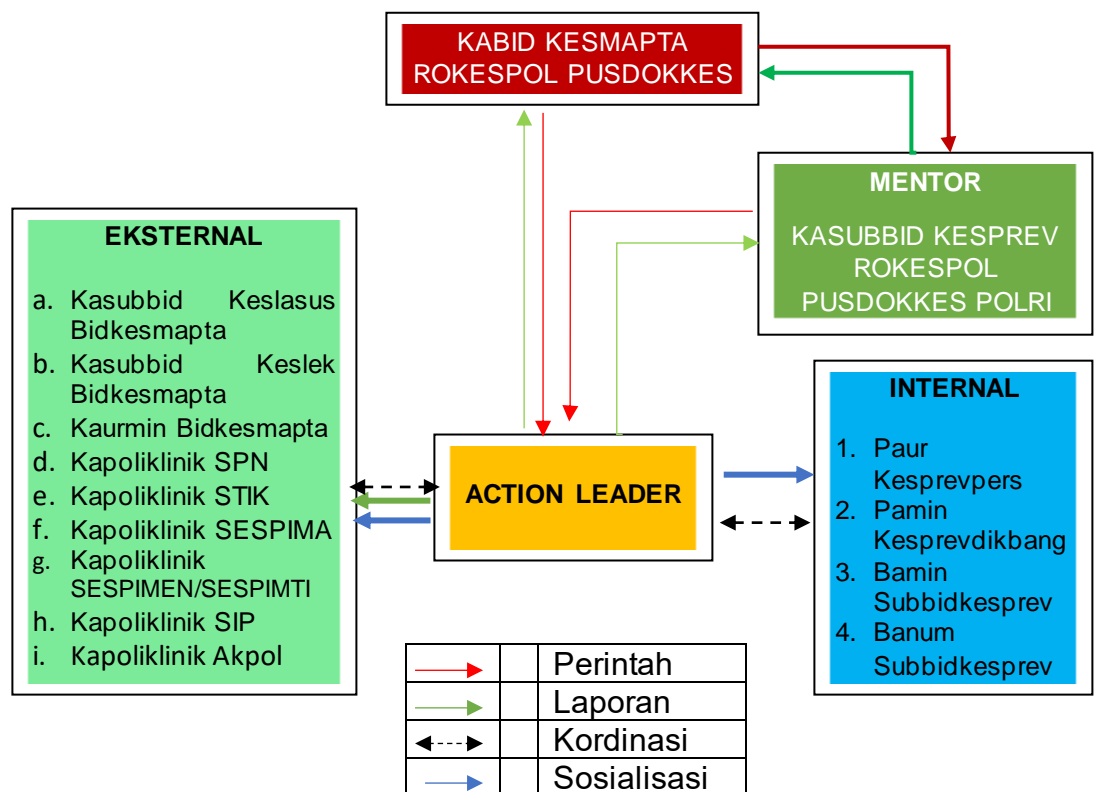 KABID KESMAPTA
ROKESPOL PUSDOKKES
MENTOR
KASUBBID KESPREV
ROKESPOL
PUSDOKKES POLRI
EKSTERNAL
a. Kasubbid Keslasus
Bidkesmapta
b. Kasubbid Keslek
Bidkesmapta
c. Kaurmin Bidkesmapta
d. Kapoliklinik SPN
e. Kapoliklinik STIK
f. Kapoliklinik SESPIMA
g. Kapoliklinik
SESPIMEN/SESPIMTI
h. Kapoliklinik SIP
i. Kapoliklinik Akpol
ACTION LEADER
INTERNAL
1. Paur
Kesprevpers
2. Pamin
Kesprevdikbang
3. Bamin
Subbidkesprev
4. Banum
Subbidkesprev
Perintah
Laporan
Kordinasi
Sosialisasi